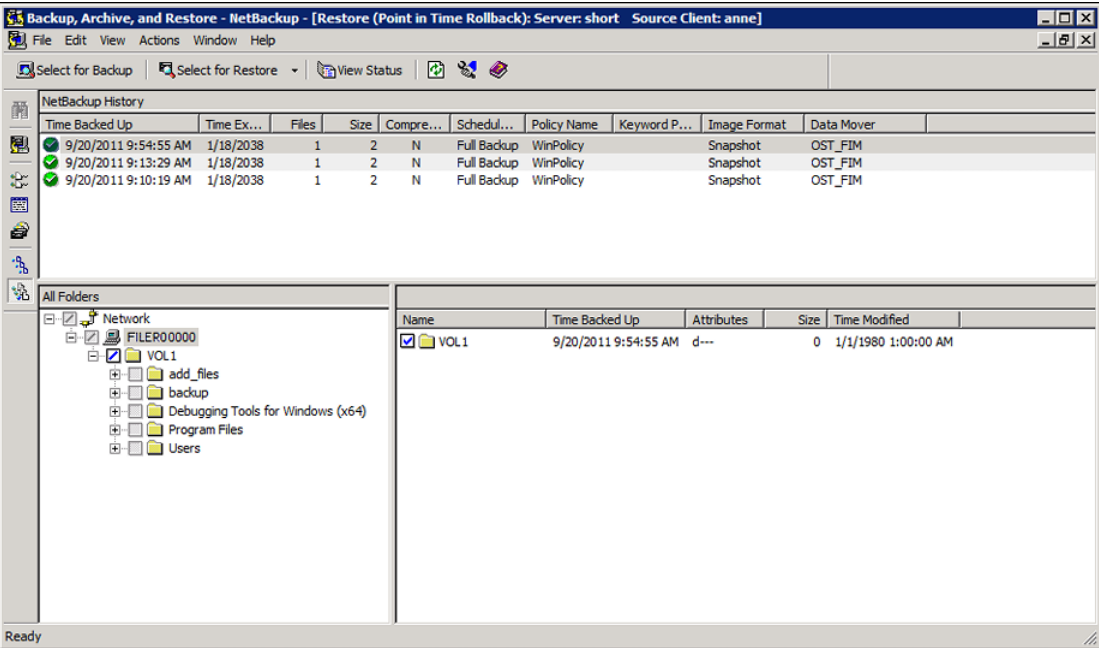 Backup, Archive, and Restore - NetBackup - [Restore (Point in Time Rollback): Server: short Source Client: anne]
File Edit View Actions Window Help
Select for Backup Select for Restore View Status
NetBackup History
Time Backed Up Time Ex... Files Size Compre... Schedul... Policy Name Keyword P... Image Format Data Mover
9/20/2011 9:54:55 AM 1/18/2038 1 2 N Full Backup WinPolicy Snapshot OST_FIM
9/20/2011 9:13:29 AM 1/18/2038 1 2 N Full Backup WinPolicy Snapshot OST_FIM
9/20/2011 9:10:19 AM 1/18/2038 1 2 N Full Backup WinPolicy Snapshot OST_FIM
All Folders
Network
FILER00000
VOL1
add_files
backup
Debugging Tools for Windows (x64)
Program Files
Users
Name Time Backed Up Attributes Size Time Modified
VOL1 9/20/2011 9:54:55 AM d--- 0 1/1/1980 1:00:00 AM
Ready